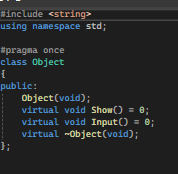 #include <string>
using namespace std;
#pragma once
class Object
{
public:
Object(void);
virtual void Show() = 0;
virtual void Input() = 0;
virtual ~Object(void);
};